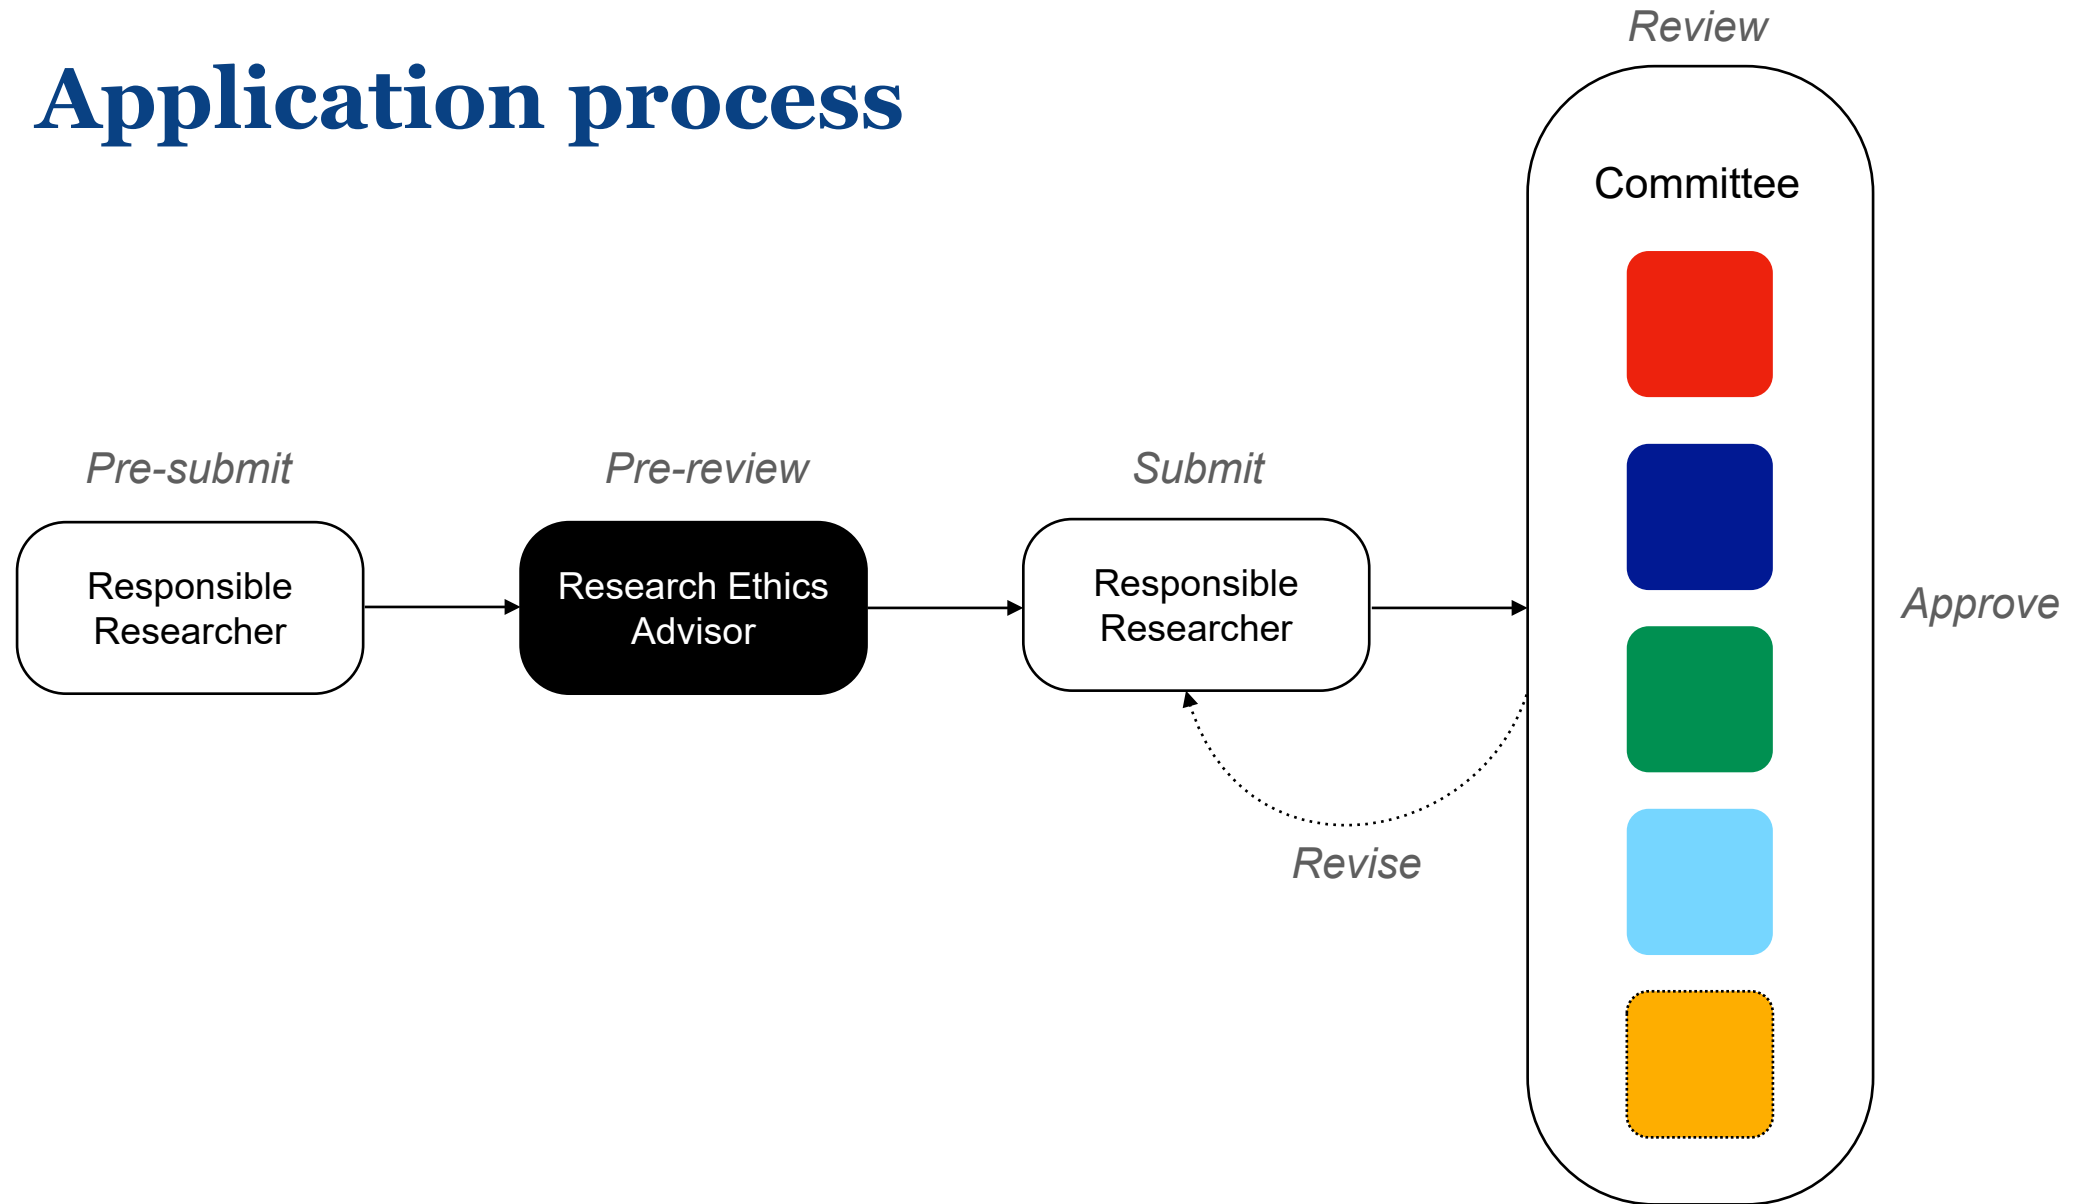 Application process
Pre-submit
Responsible
Researcher
Pre-review
Research Ethics
Advisor
Submit
Responsible
Researcher
Revise
Review
Committee
Approve